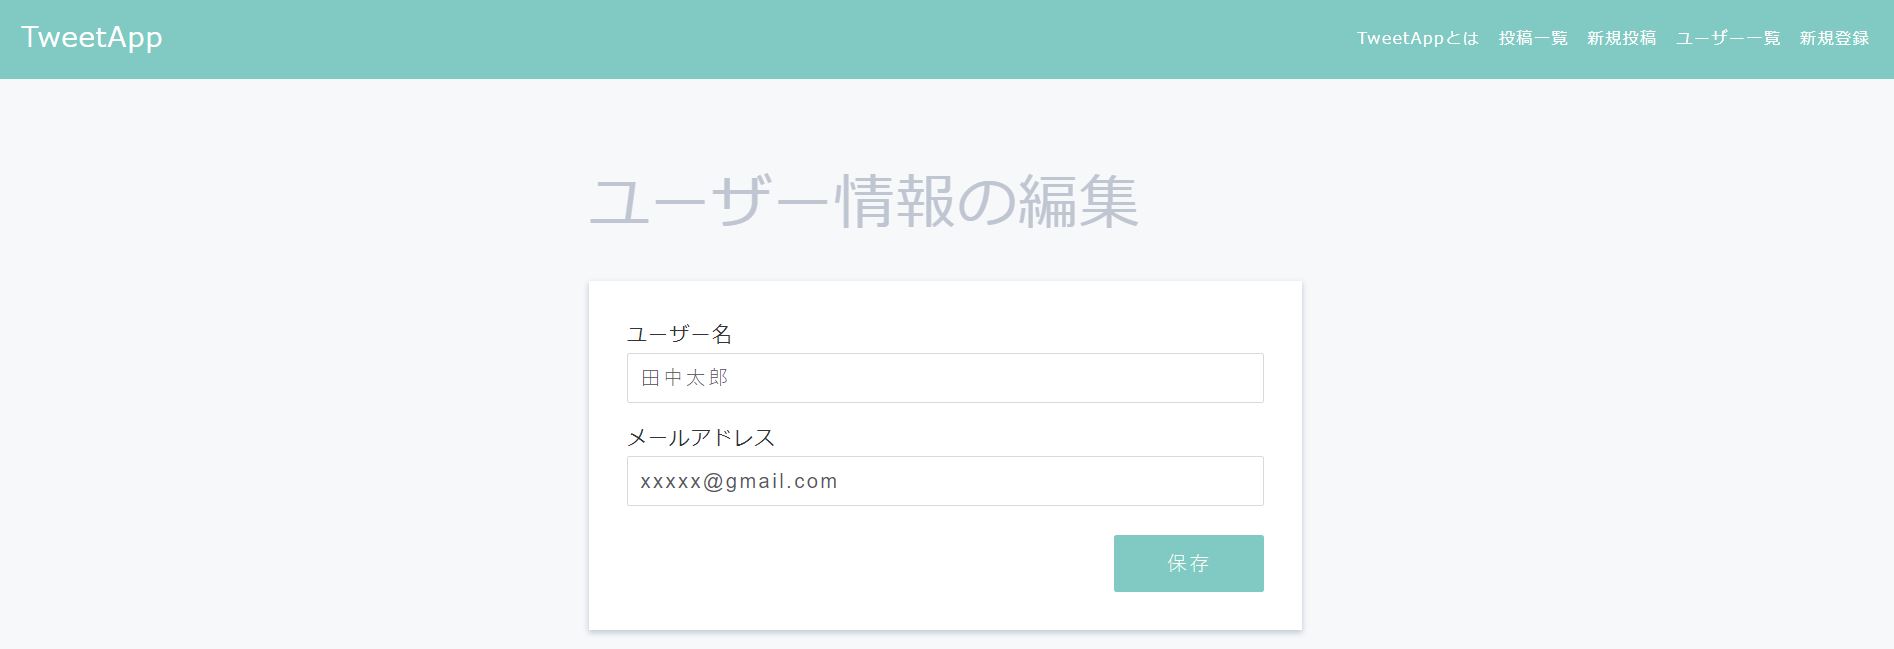 TweetApp
TweetAppとは 投稿一覧 新規投稿 ユーザー一覧 新規登録
ユーザー情報の編集
ユーザー名
田中太郎
メールアドレス
xxxxx@gmail.com
保存